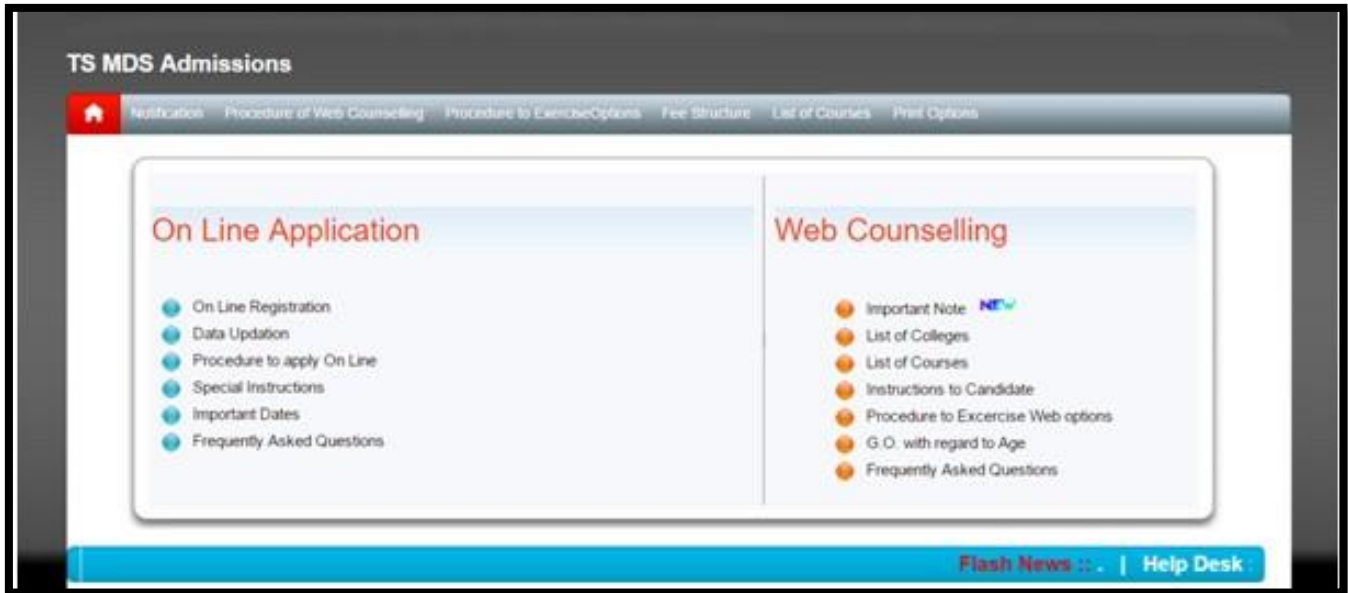 TS MDS Admissions
Notification Procedure of Web Counselling Procedure to ExerciseOptions Fee Structure List of Courses Print Options
On Line Application
On Line Registration
Data Updation
Procedure to apply On Line
Special Instructions
Important Dates
Frequently Asked Questions
Web Counselling
Important Note NEW
List of Colleges
List of Courses
Instructions to Candidate
Procedure to Excercise Web options
G.O. with regard to Age
Frequently Asked Questions
Flash News :: . | Help Desk :